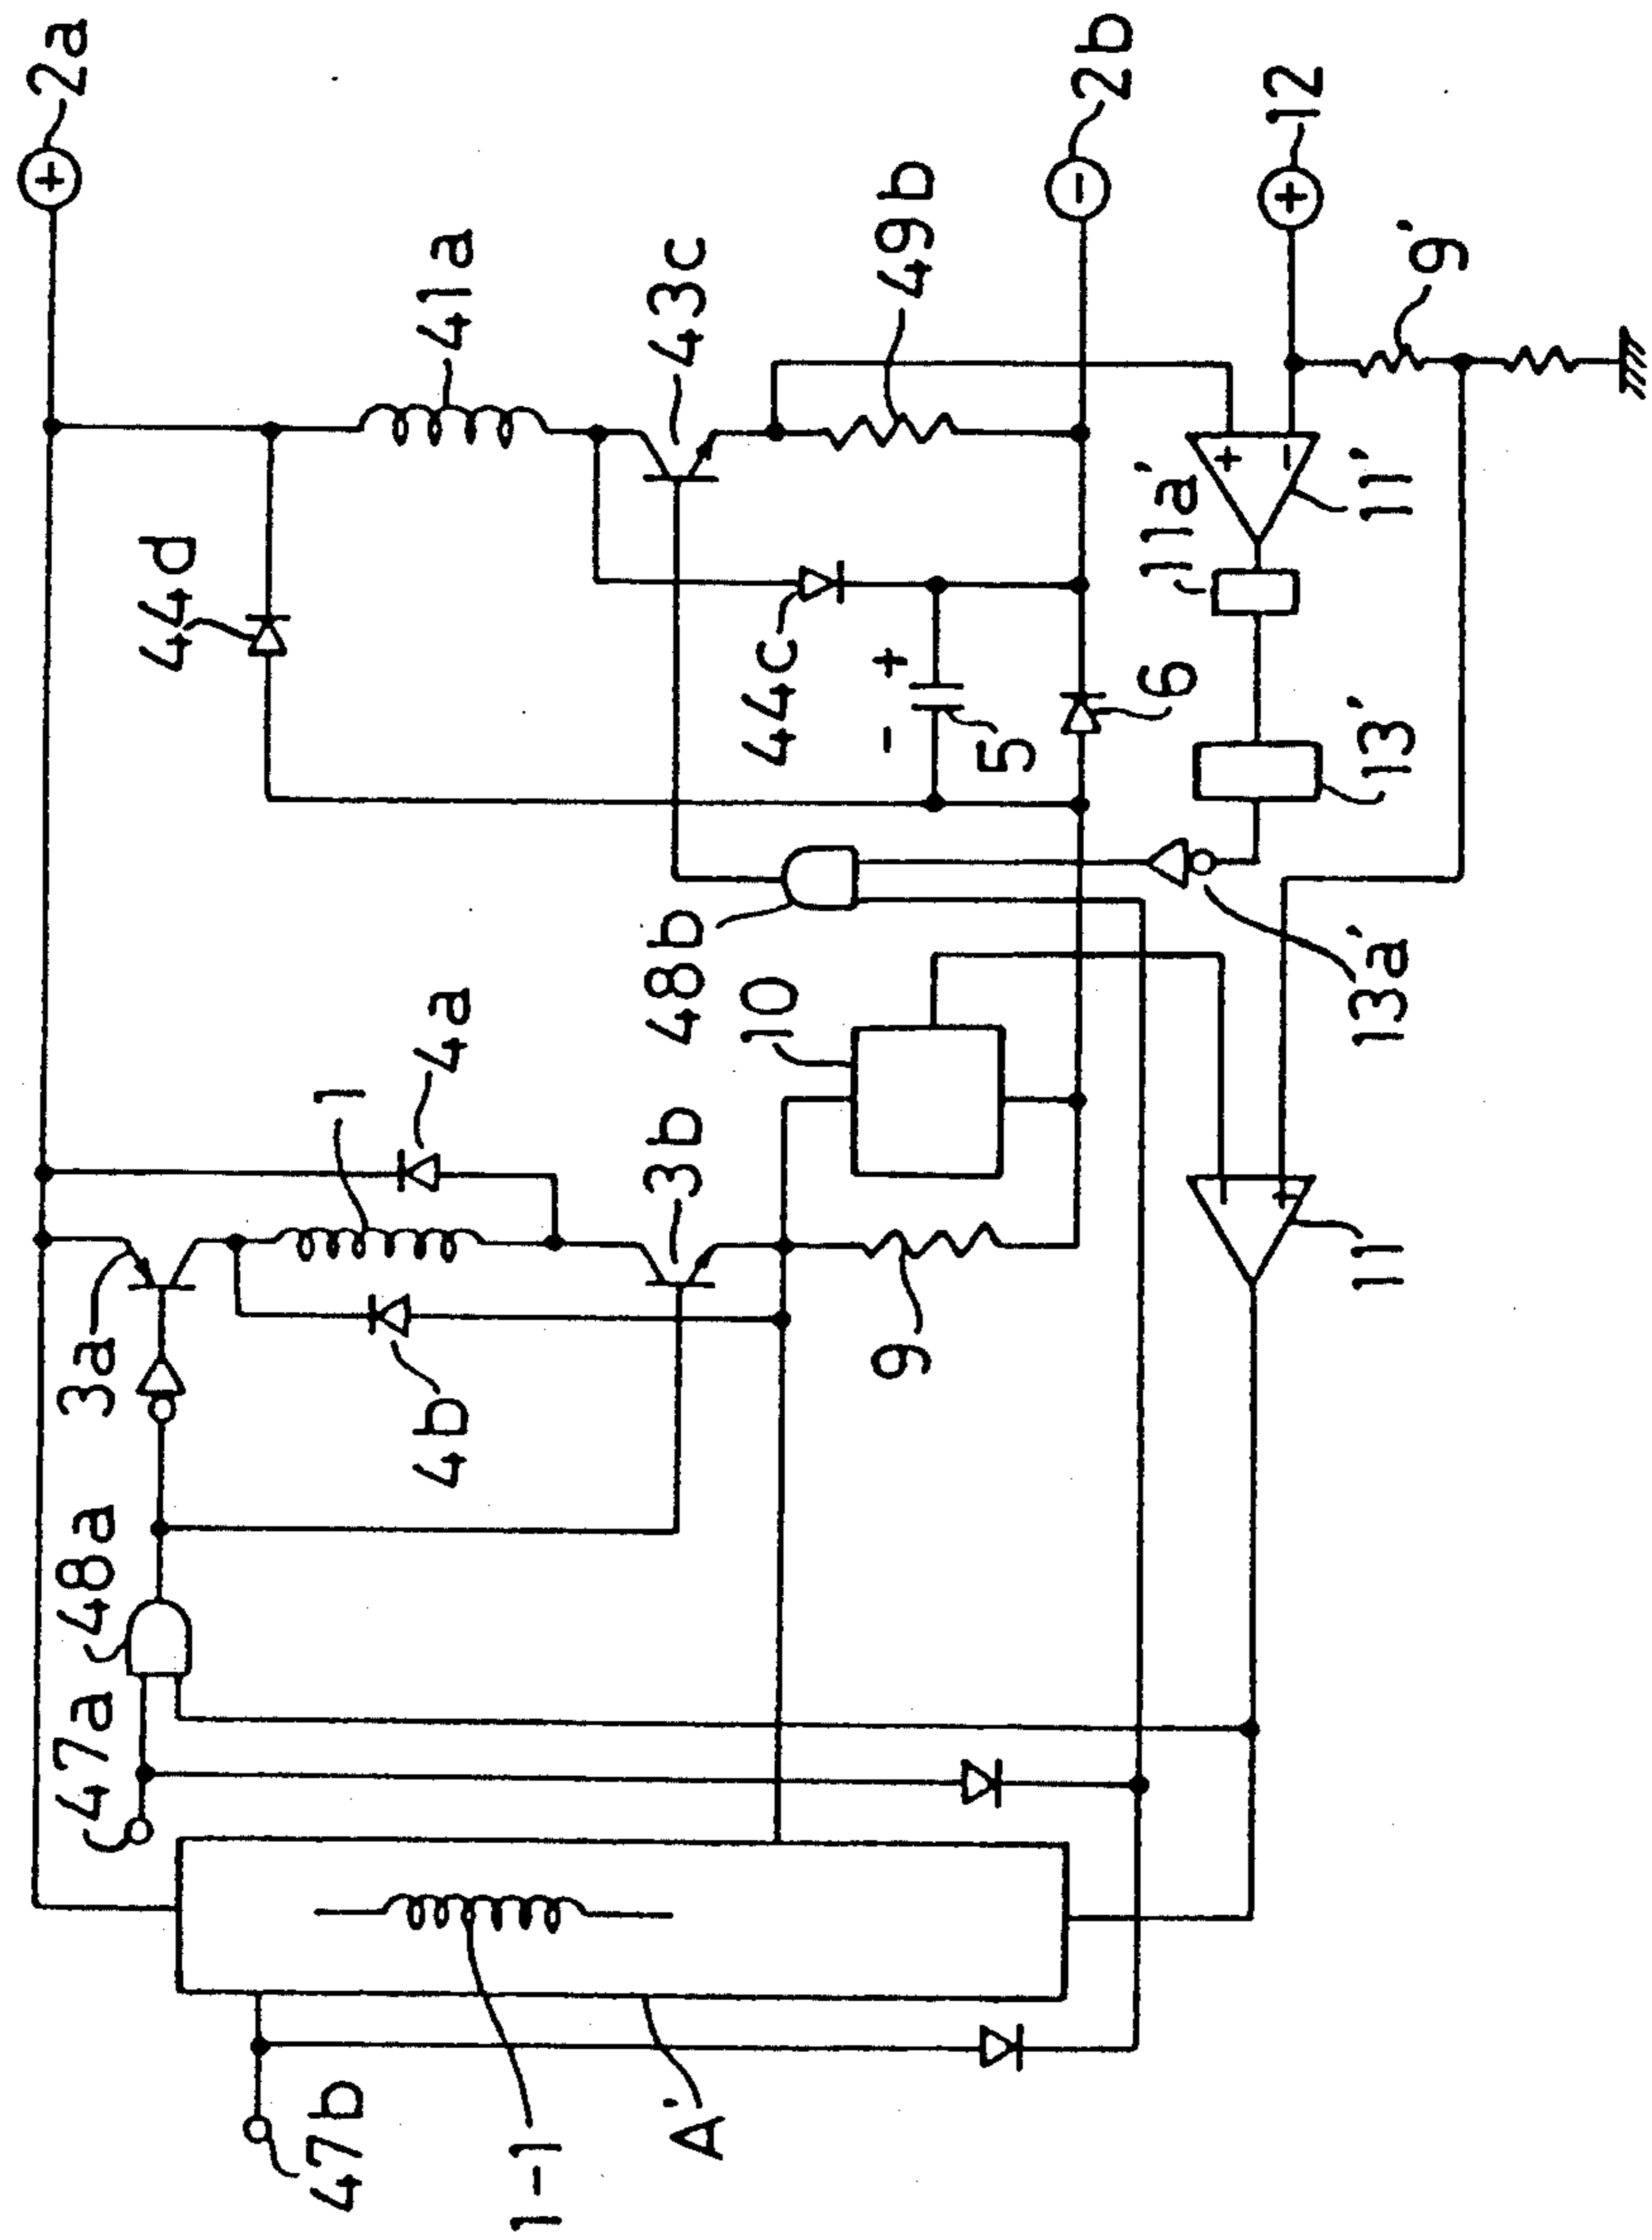 2a
+
44d
41a
43c
49b
44c
- +
5
6
2b
-
12
+
9'
11a'
+
-
11'
13'
13a'
48b
10
4a
1
3b
3a
4b
9
48a
47a
-
+
11
47b
1-1
A'